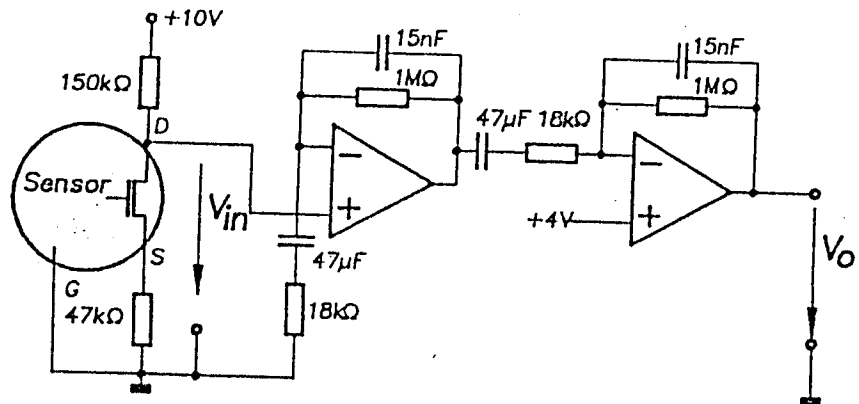 +10V
15nF
15nF
150kΩ
1MΩ
1MΩ
D
47µF 18kΩ
Sensor
Vin
−
+
−
+
+4V
S
47µF
Vo
G
47kΩ
18kΩ